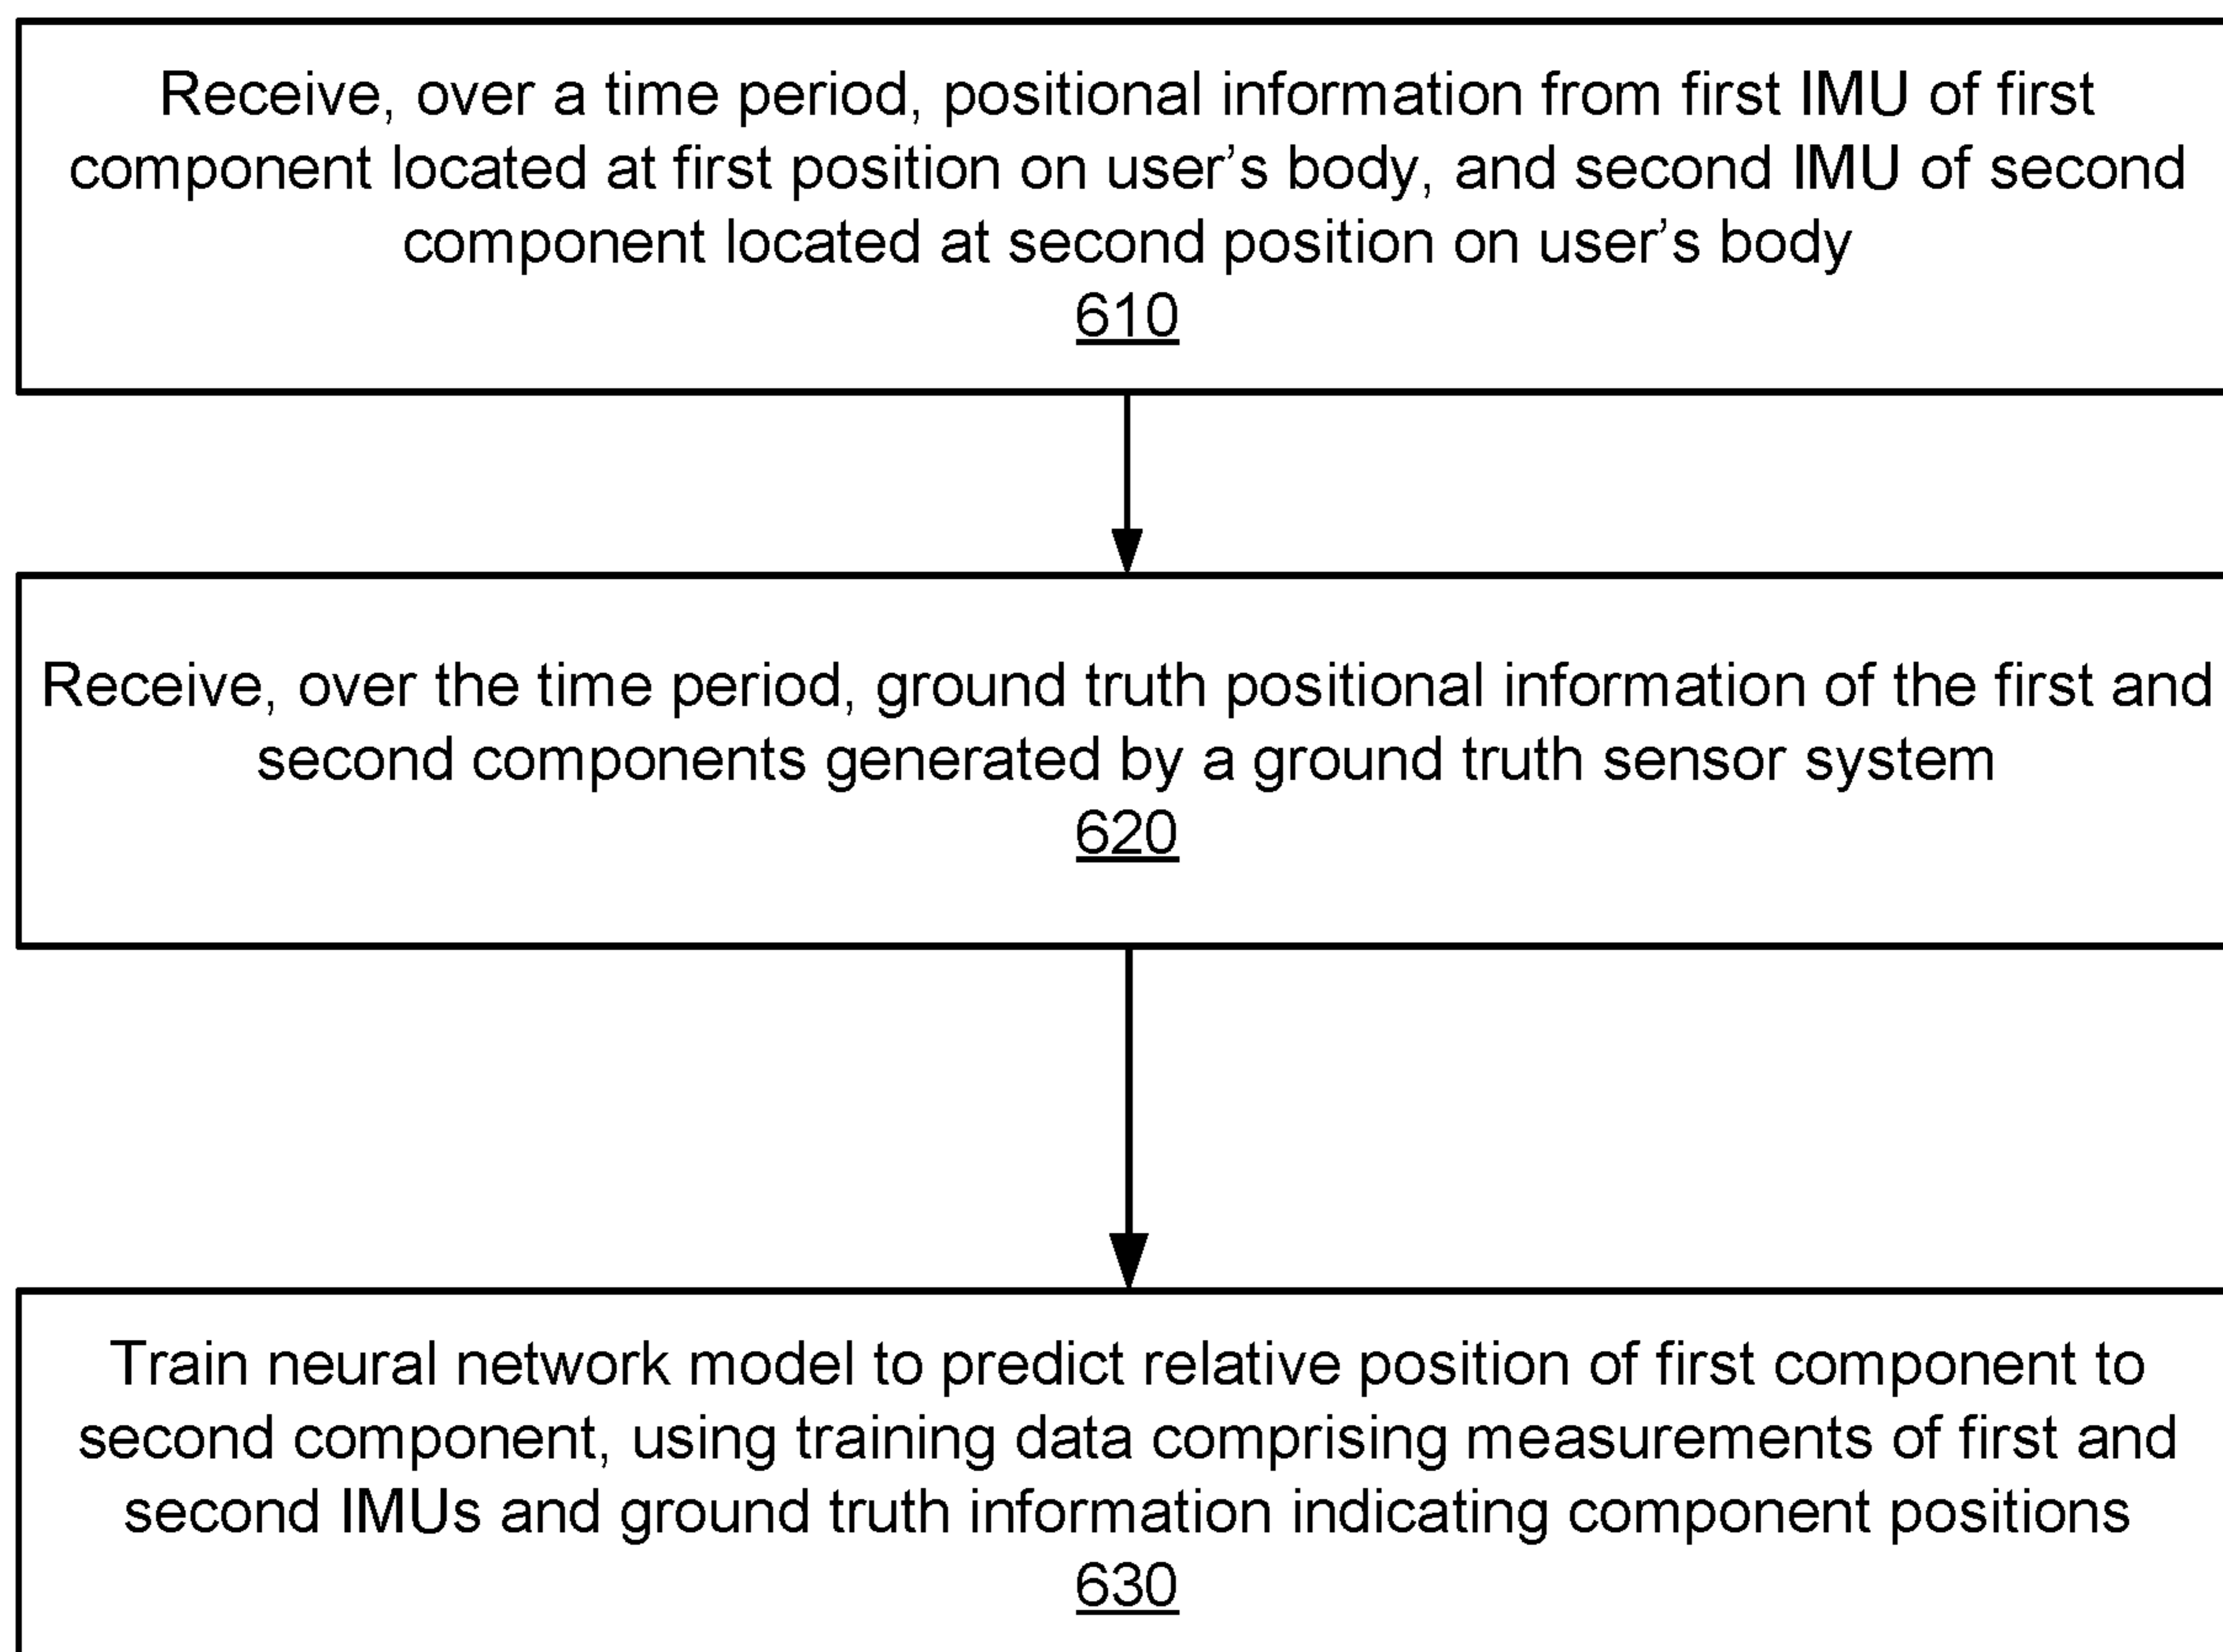 Receive, over a time period, positional information from first IMU of first
component located at first position on user’s body, and second IMU of second
component located at second position on user’s body
610
Receive, over the time period, ground truth positional information of the first and
second components generated by a ground truth sensor system
620
Train neural network model to predict relative position of first component to
second component, using training data comprising measurements of first and
second IMUs and ground truth information indicating component positions
630